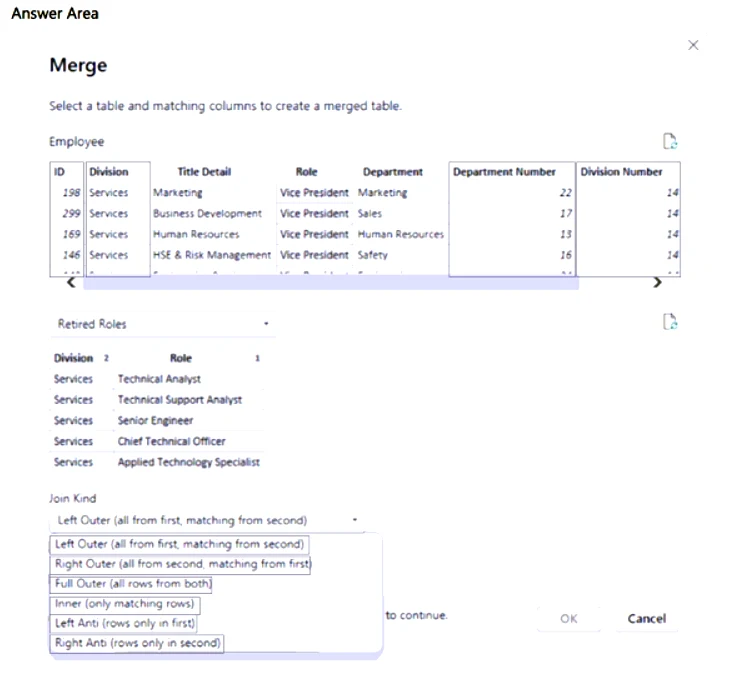 Answer Area
Merge
Select a table and matching columns to create a merged table.
Employee
ID Division Title Detail Role Department Department Number Division Number
198 Services Marketing Vice President Marketing 22 14
299 Services Business Development Vice President Sales 17 14
169 Services Human Resources Vice President Human Resources 13 14
146 Services HSE & Risk Management Vice President Safety 16 14
Retired Roles
Division 2 Role 1
Services Technical Analyst
Services Technical Support Analyst
Services Senior Engineer
Services Chief Technical Officer
Services Applied Technology Specialist
Join Kind
Left Outer (all from first, matching from second)
Left Outer (all from first, matching from second)
Right Outer (all from second, matching from first)
Full Outer (all rows from both)
Inner (only matching rows)
Left Anti (rows only in first)
Right Anti (rows only in second)
to continue.
OK Cancel